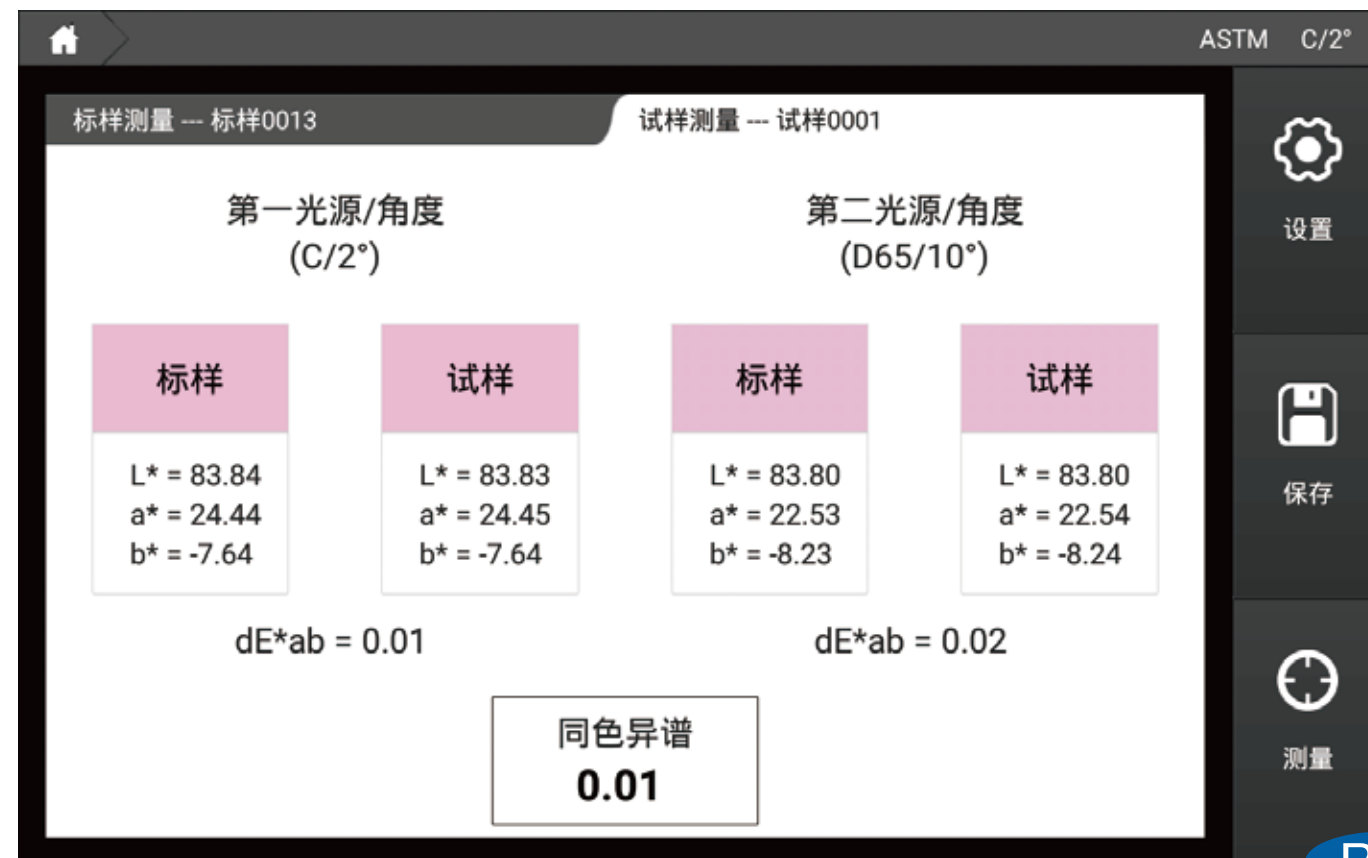 ASTM C/2°
标样测量 --- 标样0013
试样测量 --- 试样0001
第一光源/角度
(C/2°)
第二光源/角度
(D65/10°)
标样
L* = 83.84
a* = 24.44
b* = -7.64
试样
L* = 83.83
a* = 24.45
b* = -7.64
标样
L* = 83.80
a* = 22.53
b* = -8.23
试样
L* = 83.80
a* = 22.54
b* = -8.24
dE*ab = 0.01
dE*ab = 0.02
同色异谱
0.01
设置
保存
测量